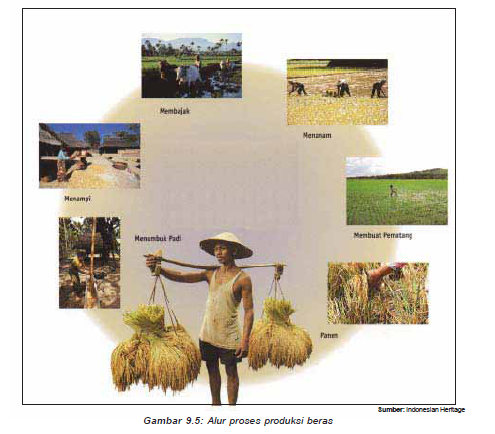 Membajak
Menanam
Menampi
Membuat Pematang
Menumbuk Padi
Panen
Sumber: Indonesian Heritage
Gambar 9.5: Alur proses produksi beras